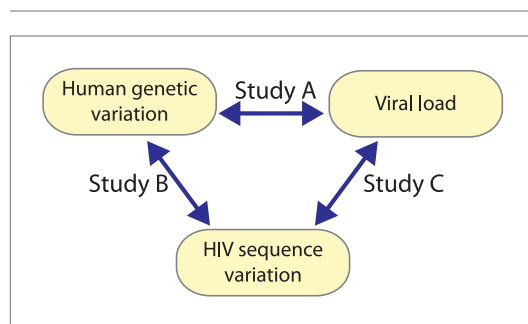 Human genetic
variation
Study A
Viral load
Study B
Study C
HIV sequence
variation